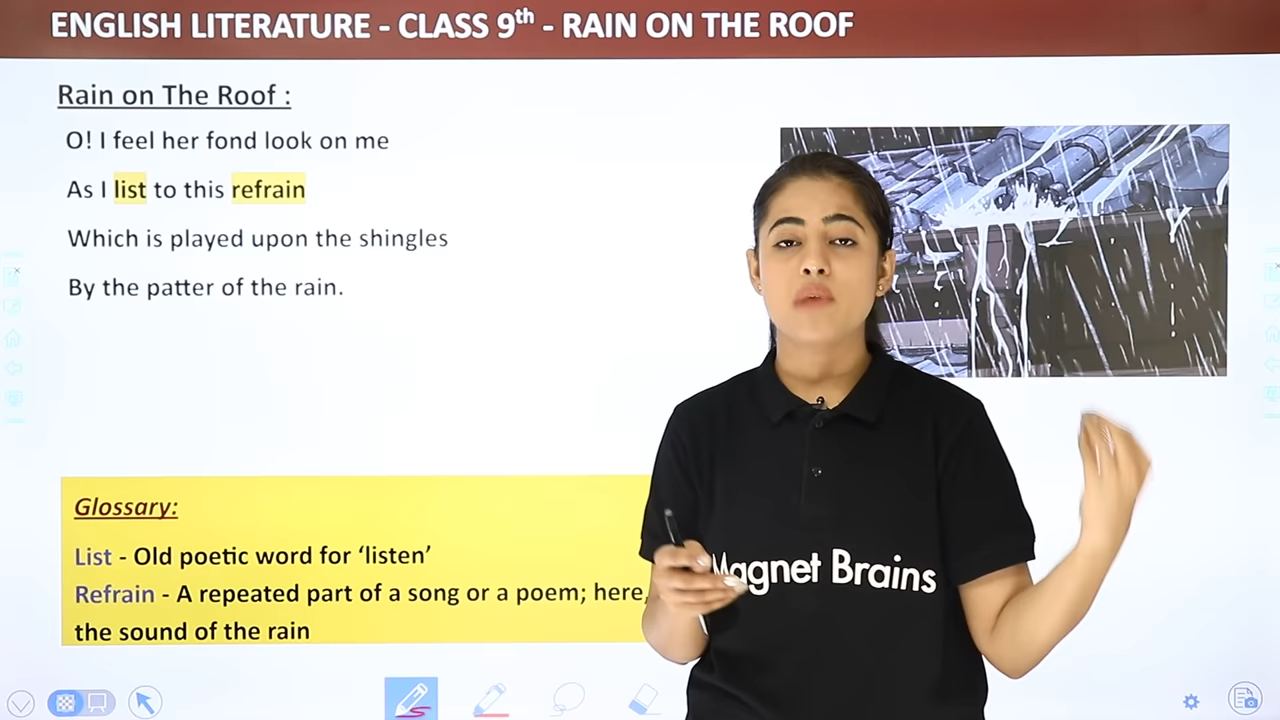 ENGLISH LITERATURE - CLASS 9th - RAIN ON THE ROOF
Rain on The Roof :
O! I feel her fond look on me
As I list to this refrain
Which is played upon the shingles
By the patter of the rain.
Glossary:
List - Old poetic word for ‘listen’
Refrain - A repeated part of a song or a poem; here,
the sound of the rain
Magnet Brains